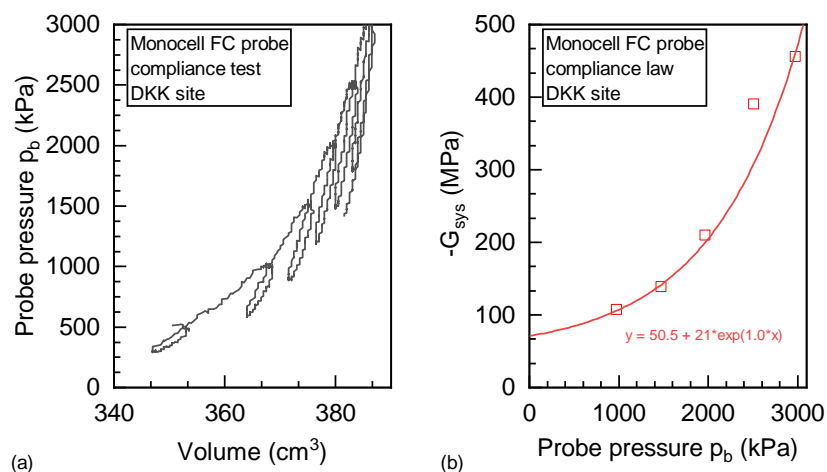 3000
2500
2000
1500
1000
500
0
Probe pressure p_b (kPa)
Monocell FC probe
compliance test
DKK site
340
360
380
Volume (cm³)
(a)
500
400
300
200
100
0
-G_sys (MPa)
Monocell FC probe
compliance law
DKK site
y = 50.5 + 21*exp(1.0*x)
0
1000
2000
3000
Probe pressure p_b (kPa)
(b)